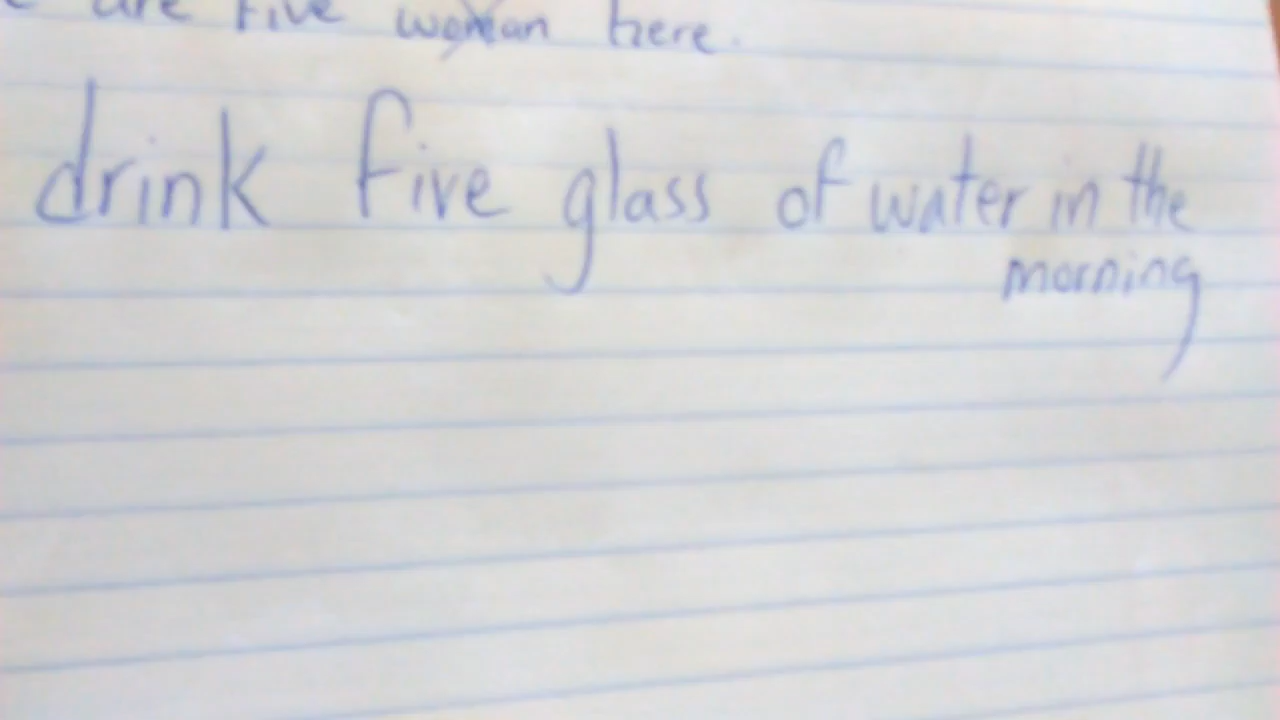 are five woman here.
drink five glass of water in the
morning